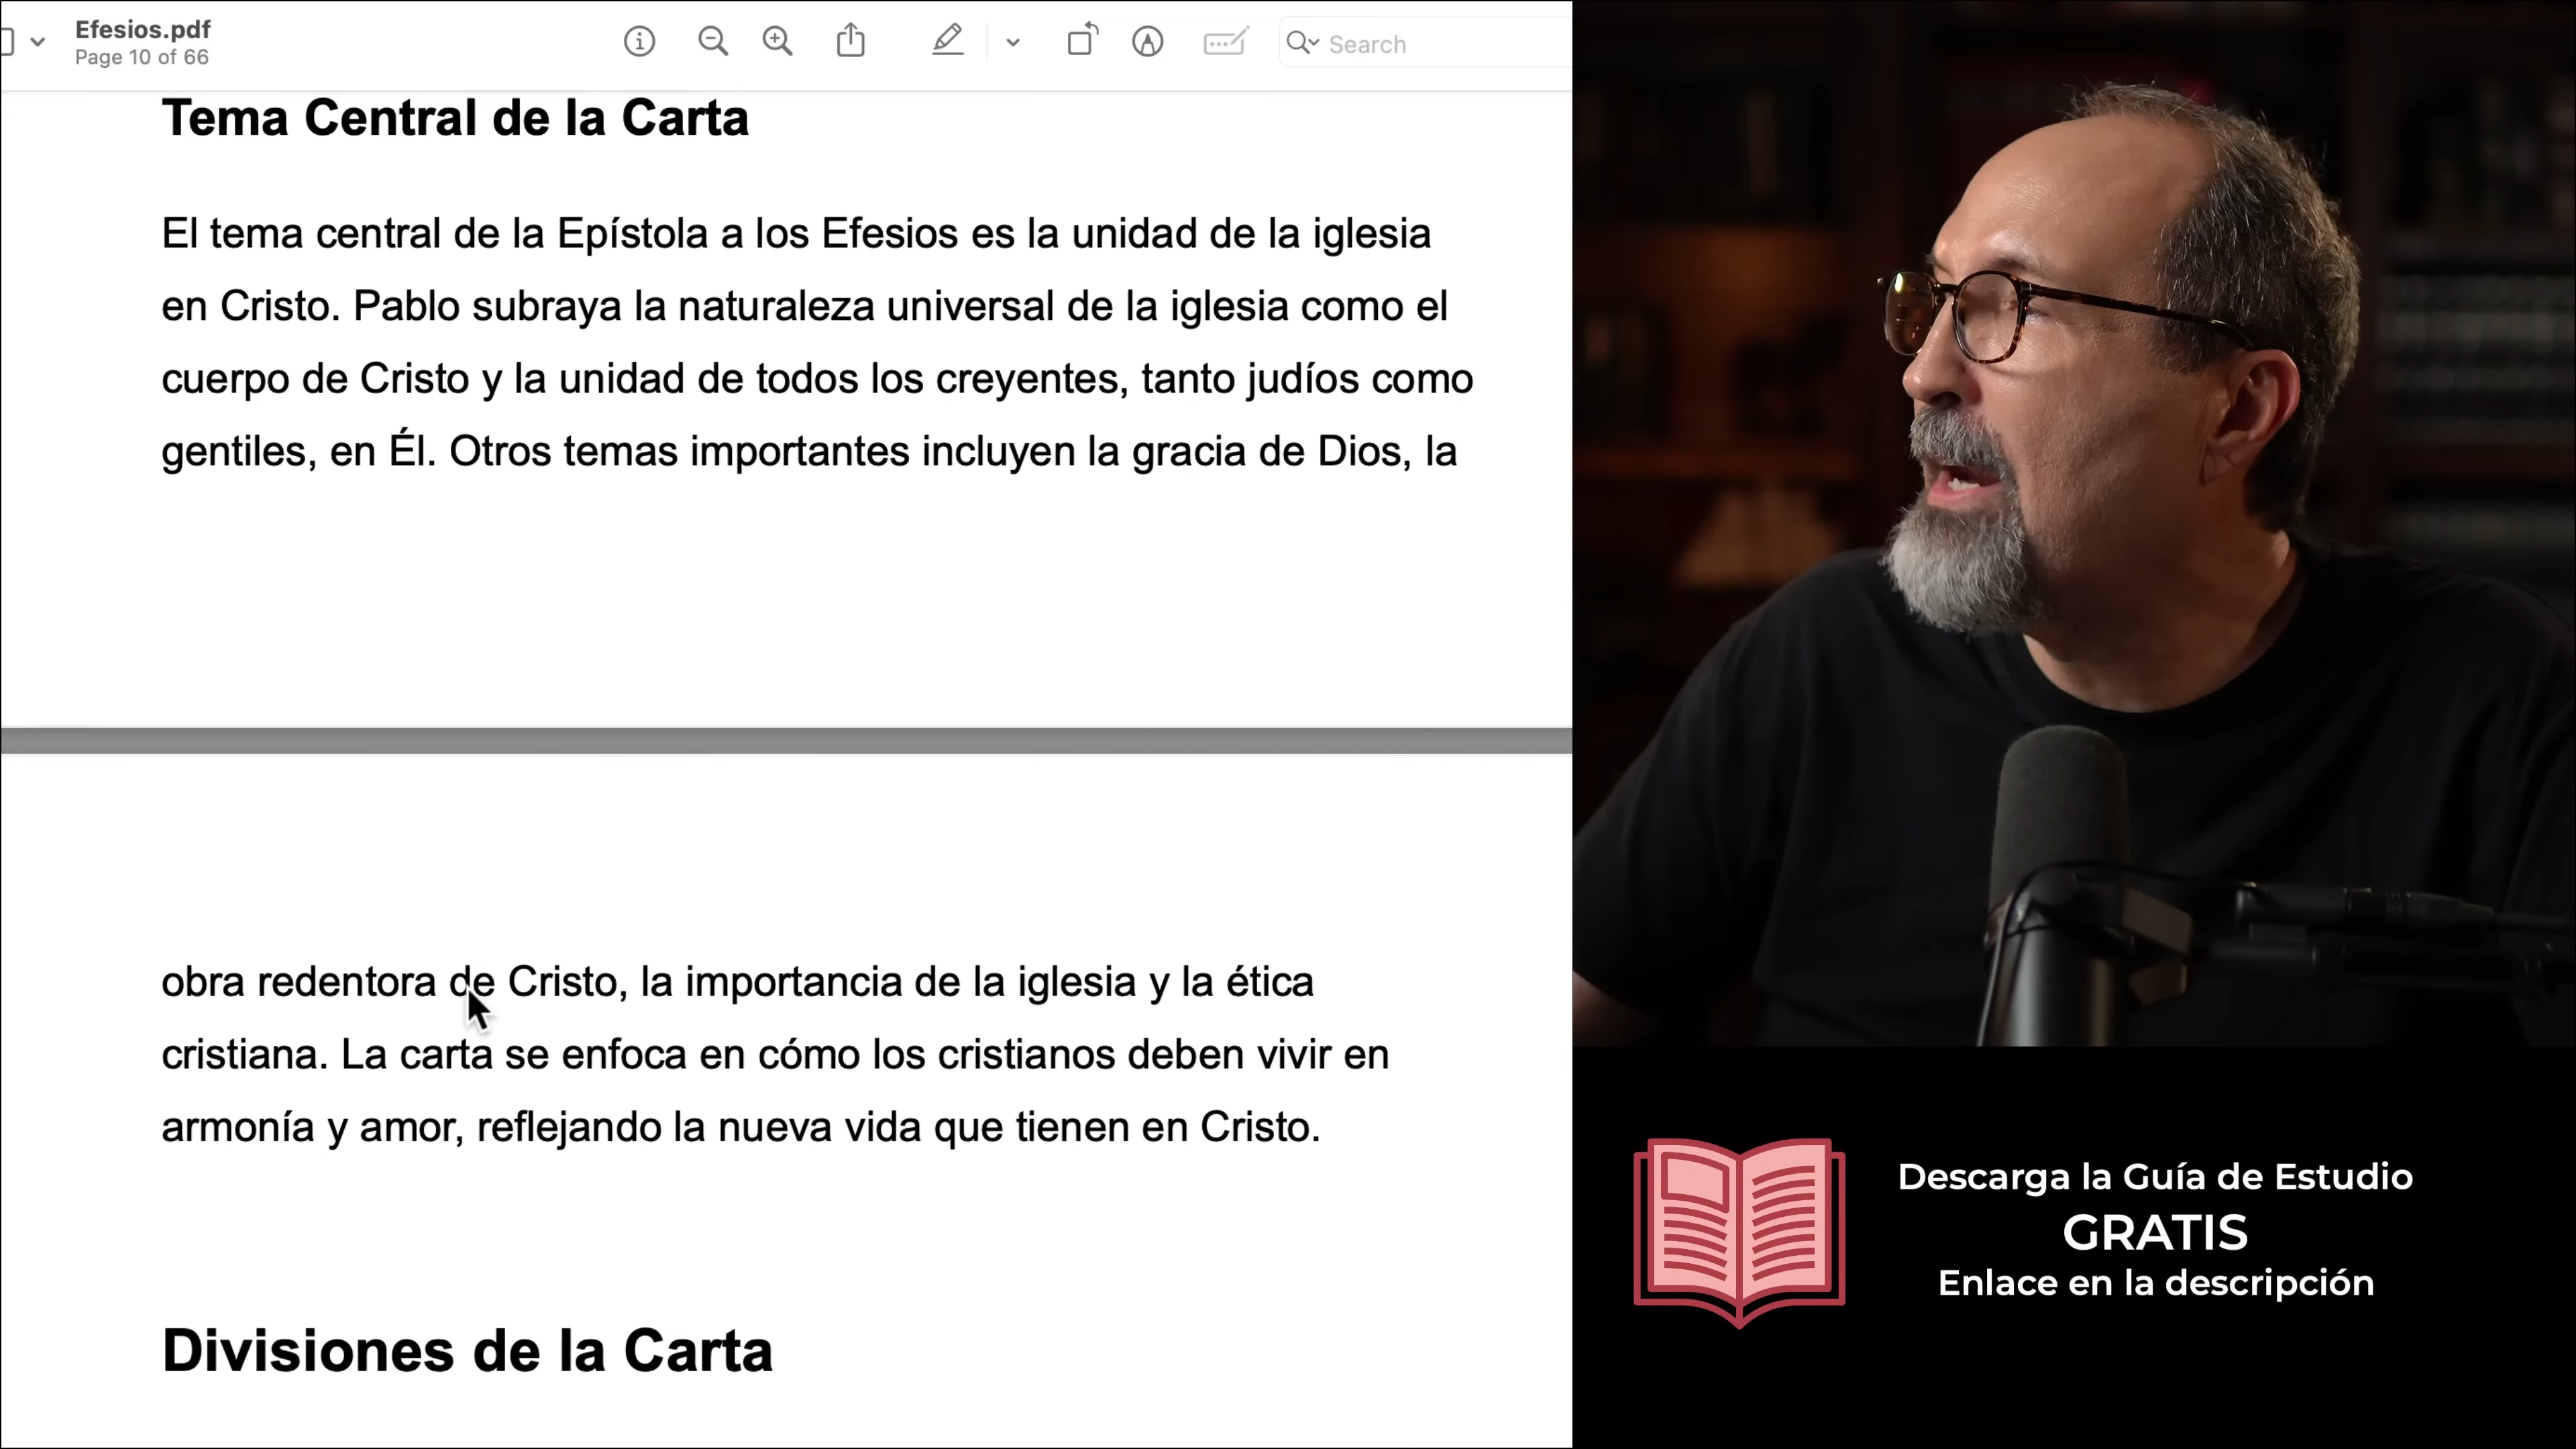 Efesios.pdf
Page 10 of 66
Search
Tema Central de la Carta
El tema central de la Epístola a los Efesios es la unidad de la iglesia
en Cristo. Pablo subraya la naturaleza universal de la iglesia como el
cuerpo de Cristo y la unidad de todos los creyentes, tanto judíos como
gentiles, en Él. Otros temas importantes incluyen la gracia de Dios, la
obra redentora de Cristo, la importancia de la iglesia y la ética
cristiana. La carta se enfoca en cómo los cristianos deben vivir en
armonía y amor, reflejando la nueva vida que tienen en Cristo.
Divisiones de la Carta
Descarga la Guía de Estudio
GRATIS
Enlace en la descripción